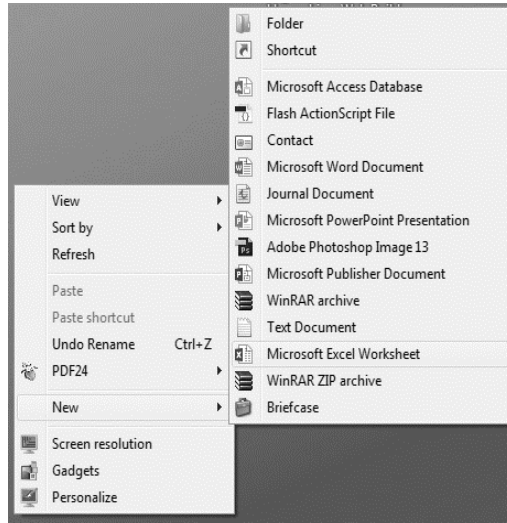 Folder
Shortcut
Microsoft Access Database
Flash ActionScript File
Contact
Microsoft Word Document
Journal Document
Microsoft PowerPoint Presentation
Adobe Photoshop Image 13
Microsoft Publisher Document
WinRAR archive
Text Document
Microsoft Excel Worksheet
WinRAR ZIP archive
Briefcase
View
Sort by
Refresh
Paste
Paste shortcut
Undo Rename Ctrl+Z
PDF24
New
Screen resolution
Gadgets
Personalize